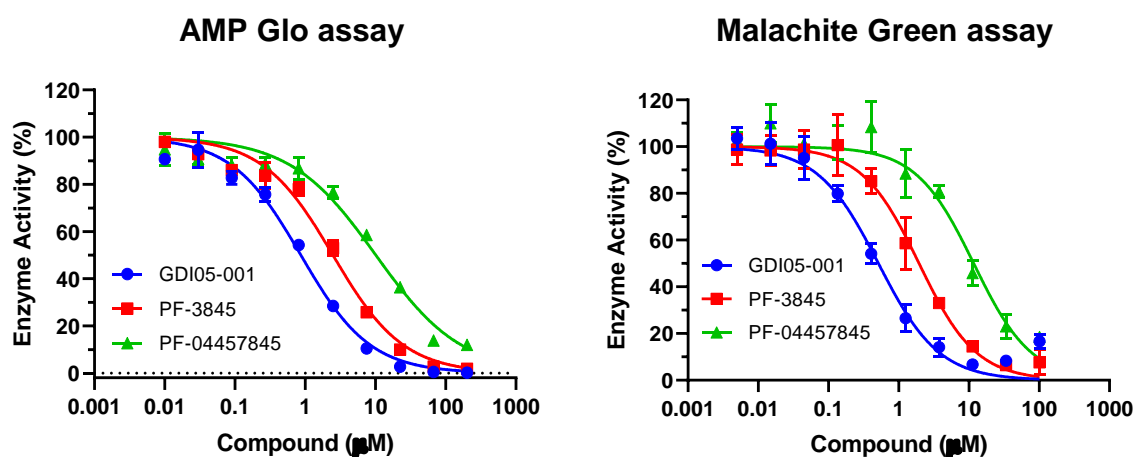 AMP Glo assay
Enzyme Activity (%)
120
100
80
60
40
20
0
GDI05-001
PF-3845
PF-04457845
0.001
0.01
0.1
1
10
100
1000
Compound (μM)
Malachite Green assay
Enzyme Activity (%)
120
100
80
60
40
20
0
GDI05-001
PF-3845
PF-04457845
0.001
0.01
0.1
1
10
100
1000
Compound (μM)